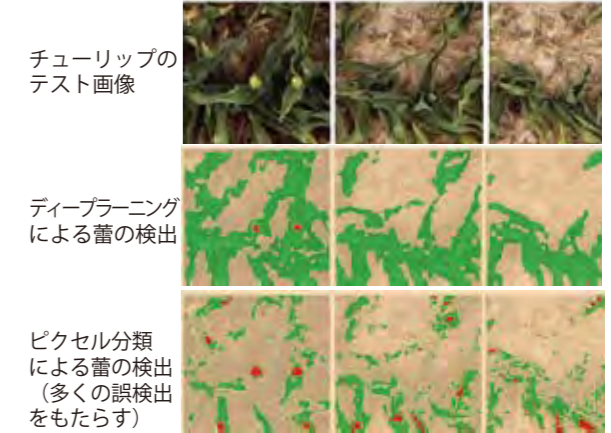 チューリップの
テスト画像
ディープラーニング
による蕾の検出
ピクセル分類
による蕾の検出
（多くの誤検出
をもたらす）